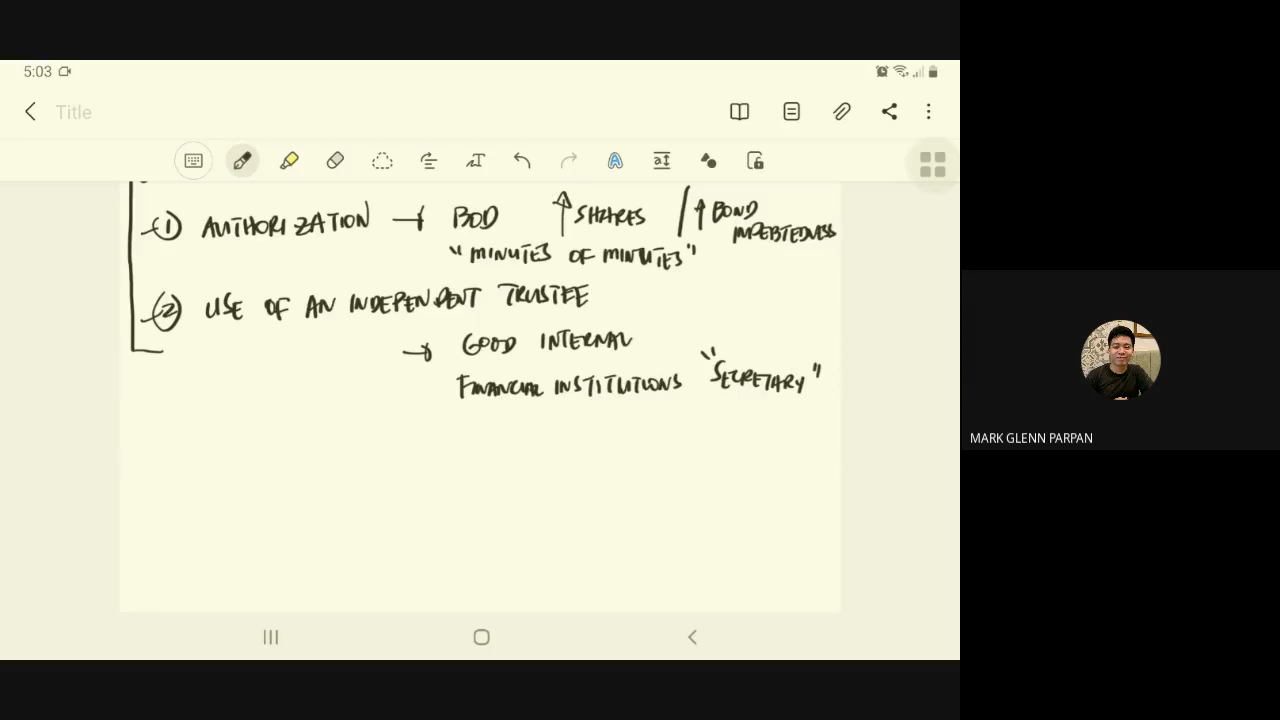 5:03
Title
① AUTHORIZATION → BOD ↑ SHARES / ↑ BOND
INDEBTEDNESS
"MINUTES OF MINUTES"
② USE OF AN INDEPENDENT TRUSTEE
→ GOOD INTERNAL
FINANCIAL INSTITUTIONS "SECRETARY"
MARK GLENN PARPAN